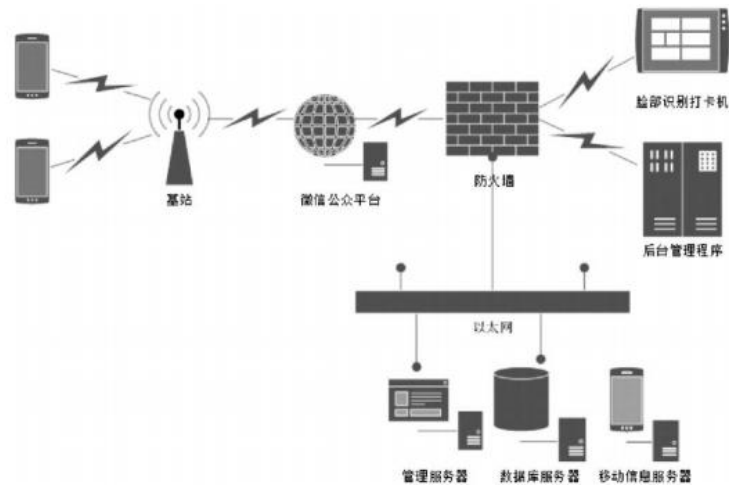 脸部识别打卡机
基站
微信公众平台
防火墙
后台管理程序
以太网
管理服务器
数据库服务器
移动信息服务器